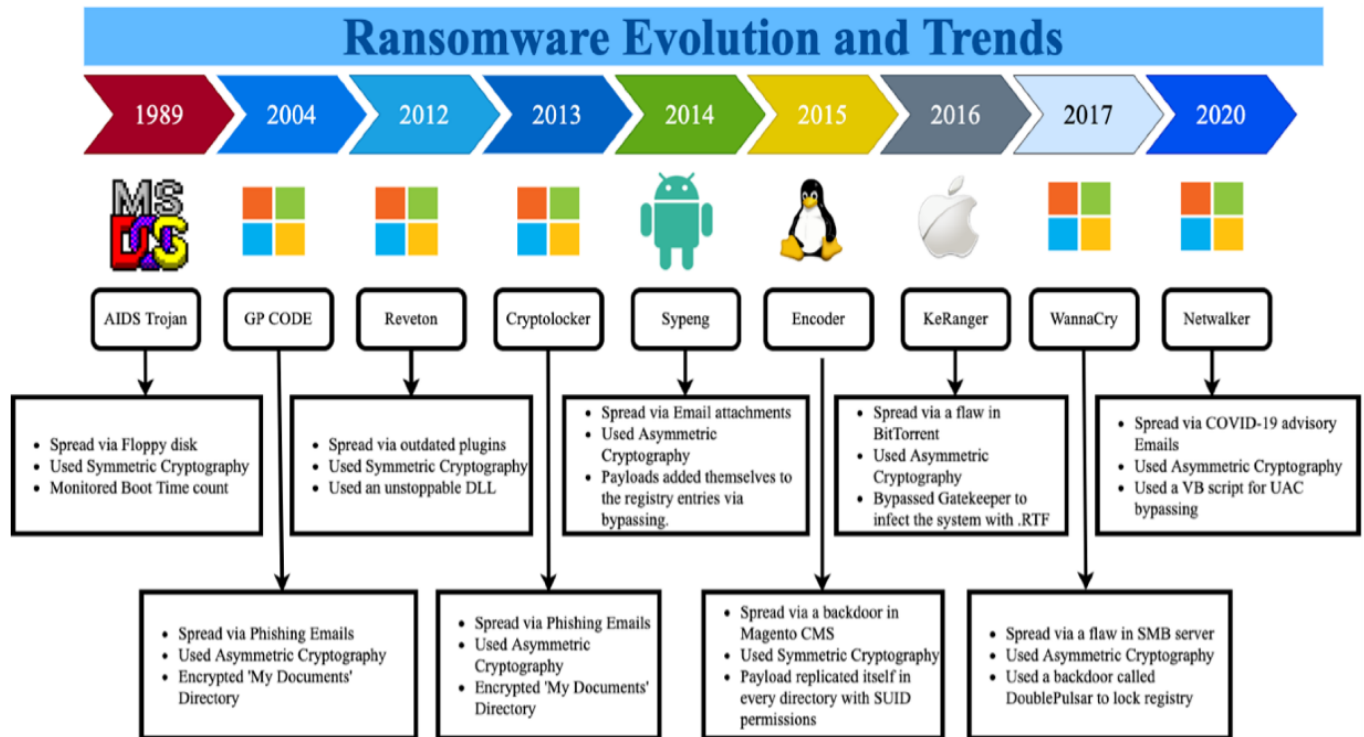 Ransomware Evolution and Trends
1989
2004
2012
2013
2014
2015
2016
2017
2020
MS
DOS
AIDS Trojan
GP CODE
Reveton
Cryptolocker
Sypeng
Encoder
KeRanger
WannaCry
Netwalker
• Spread via Floppy disk
• Used Symmetric Cryptography
• Monitored Boot Time count
• Spread via outdated plugins
• Used Symmetric Cryptography
• Used an unstoppable DLL
• Spread via Email attachments
• Used Asymmetric
Cryptography
• Payloads added themselves to
the registry entries via
bypassing.
• Spread via a flaw in
BitTorrent
• Used Asymmetric
Cryptography
• Bypassed Gatekeeper to
infect the system with .RTF
• Spread via COVID-19 advisory
Emails
• Used Asymmetric Cryptography
• Used a VB script for UAC
bypassing
• Spread via Phishing Emails
• Used Asymmetric Cryptography
• Encrypted 'My Documents'
Directory
• Spread via Phishing Emails
• Used Asymmetric
Cryptography
• Encrypted 'My Documents'
Directory
• Spread via a backdoor in
Magento CMS
• Used Symmetric Cryptography
• Payload replicated itself in
every directory with SUID
permissions
• Spread via a flaw in SMB server
• Used Asymmetric Cryptography
• Used a backdoor called
DoublePulsar to lock registry